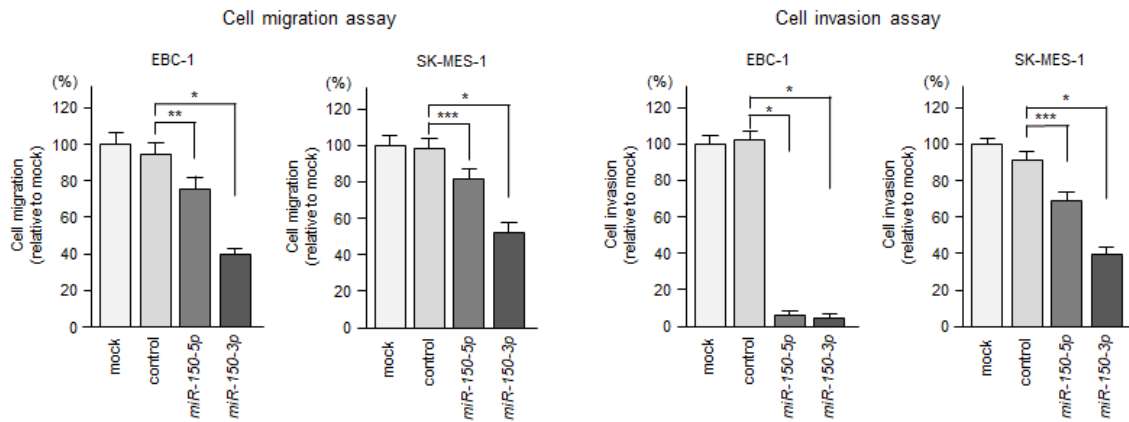 Cell migration assay
EBC-1
(%)
120
100
80
60
40
20
0
Cell migration
(relative to mock)
*
**
mock
control
miR-150-5p
miR-150-3p
SK-MES-1
(%)
120
100
80
60
40
20
0
Cell migration
(relative to mock)
*
***
mock
control
miR-150-5p
miR-150-3p
Cell invasion assay
EBC-1
(%)
120
100
80
60
40
20
0
Cell invasion
(relative to mock)
*
*
mock
control
miR-150-5p
miR-150-3p
SK-MES-1
(%)
120
100
80
60
40
20
0
Cell invasion
(relative to mock)
*
***
mock
control
miR-150-5p
miR-150-3p